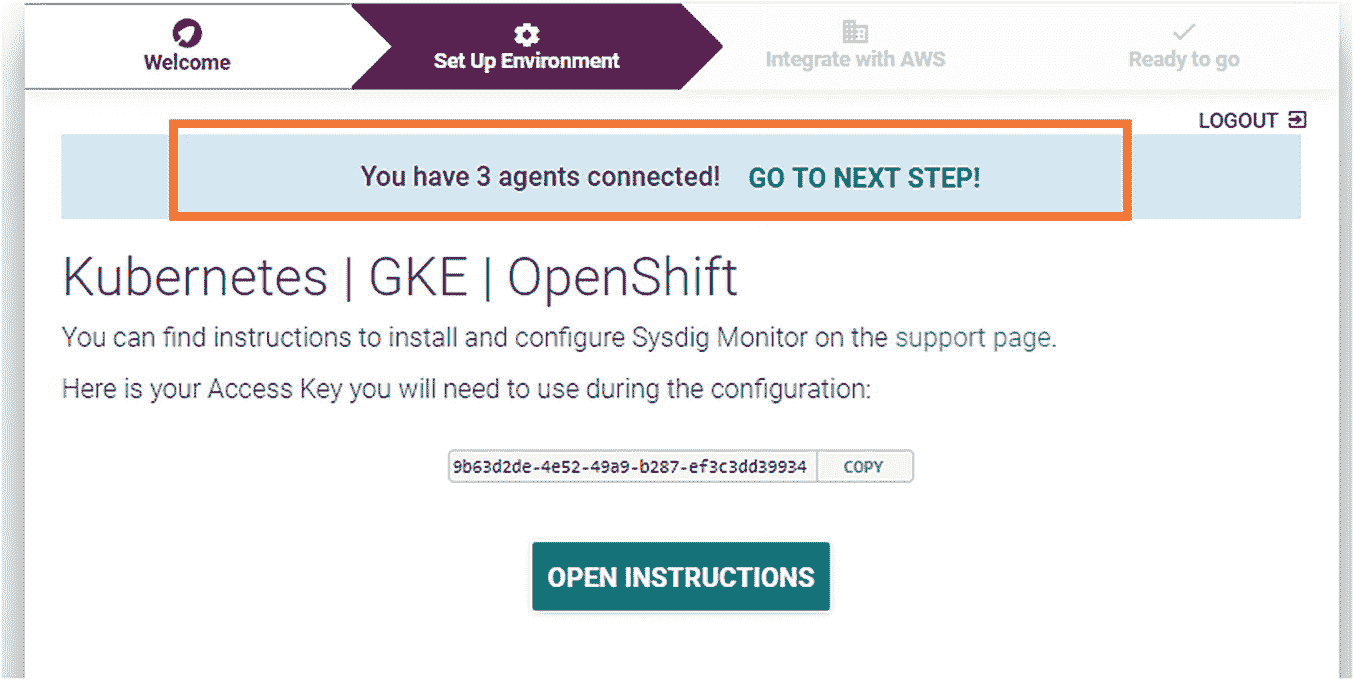 Welcome
Set Up Environment
Integrate with AWS
Ready to go
LOGOUT
You have 3 agents connected! GO TO NEXT STEP!
Kubernetes | GKE | OpenShift
You can find instructions to install and configure Sysdig Monitor on the support page.
Here is your Access Key you will need to use during the configuration:
9b63d2de-4e52-49a9-b287-ef3c3dd39934 COPY
OPEN INSTRUCTIONS